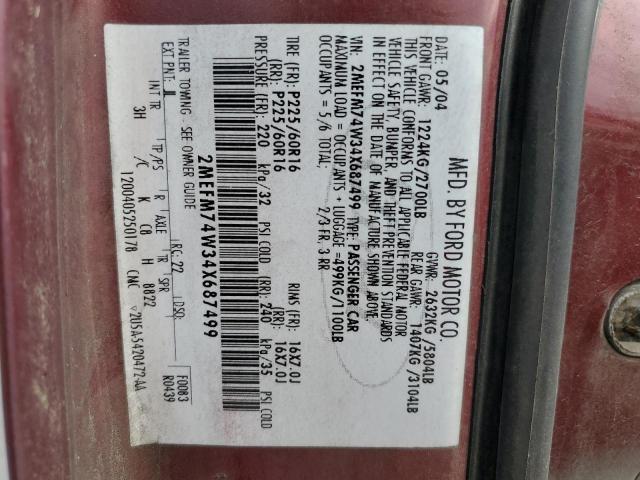 MFD. BY FORD MOTOR CO.
DATE: 05/04 GVWR: 2632KG /5804LB
FRONT GAWR: 1224KG/2700LB REAR GAWR: 1407KG /3104LB
THIS VEHICLE CONFORMS TO ALL APPLICABLE FEDERAL MOTOR
VEHICLE SAFETY, BUMPER, AND THEFT PREVENTION STANDARDS
IN EFFECT ON THE DATE OF MANUFACTURE SHOWN ABOVE.
VIN: 2MEFM74W34X687499 TYPE: PASSENGER CAR
MAXIMUM LOAD = OCCUPANTS + LUGGAGE =499KG/1100LB
OCCUPANTS = 5/6 TOTAL; 2/3 FR, 3 RR
TIRE (FR): P225/60R16 RIMS (FR): 16X7.0J
(RR): P225/60R16 (RR): 16X7.0J
PRESSURE (FR): 220 kPa/32 PSI COLD (RR): 240 kPa/35 PSI COLD
2MEFM74W34X687499
TRAILER TOWING - SEE OWNER GUIDE
EXT PNT: RC: 22 DSO: F0083
R0439
INT TR TP/PS R AXLE TR SPR
3H /C K C8 H 8822
1200405250178 CMC